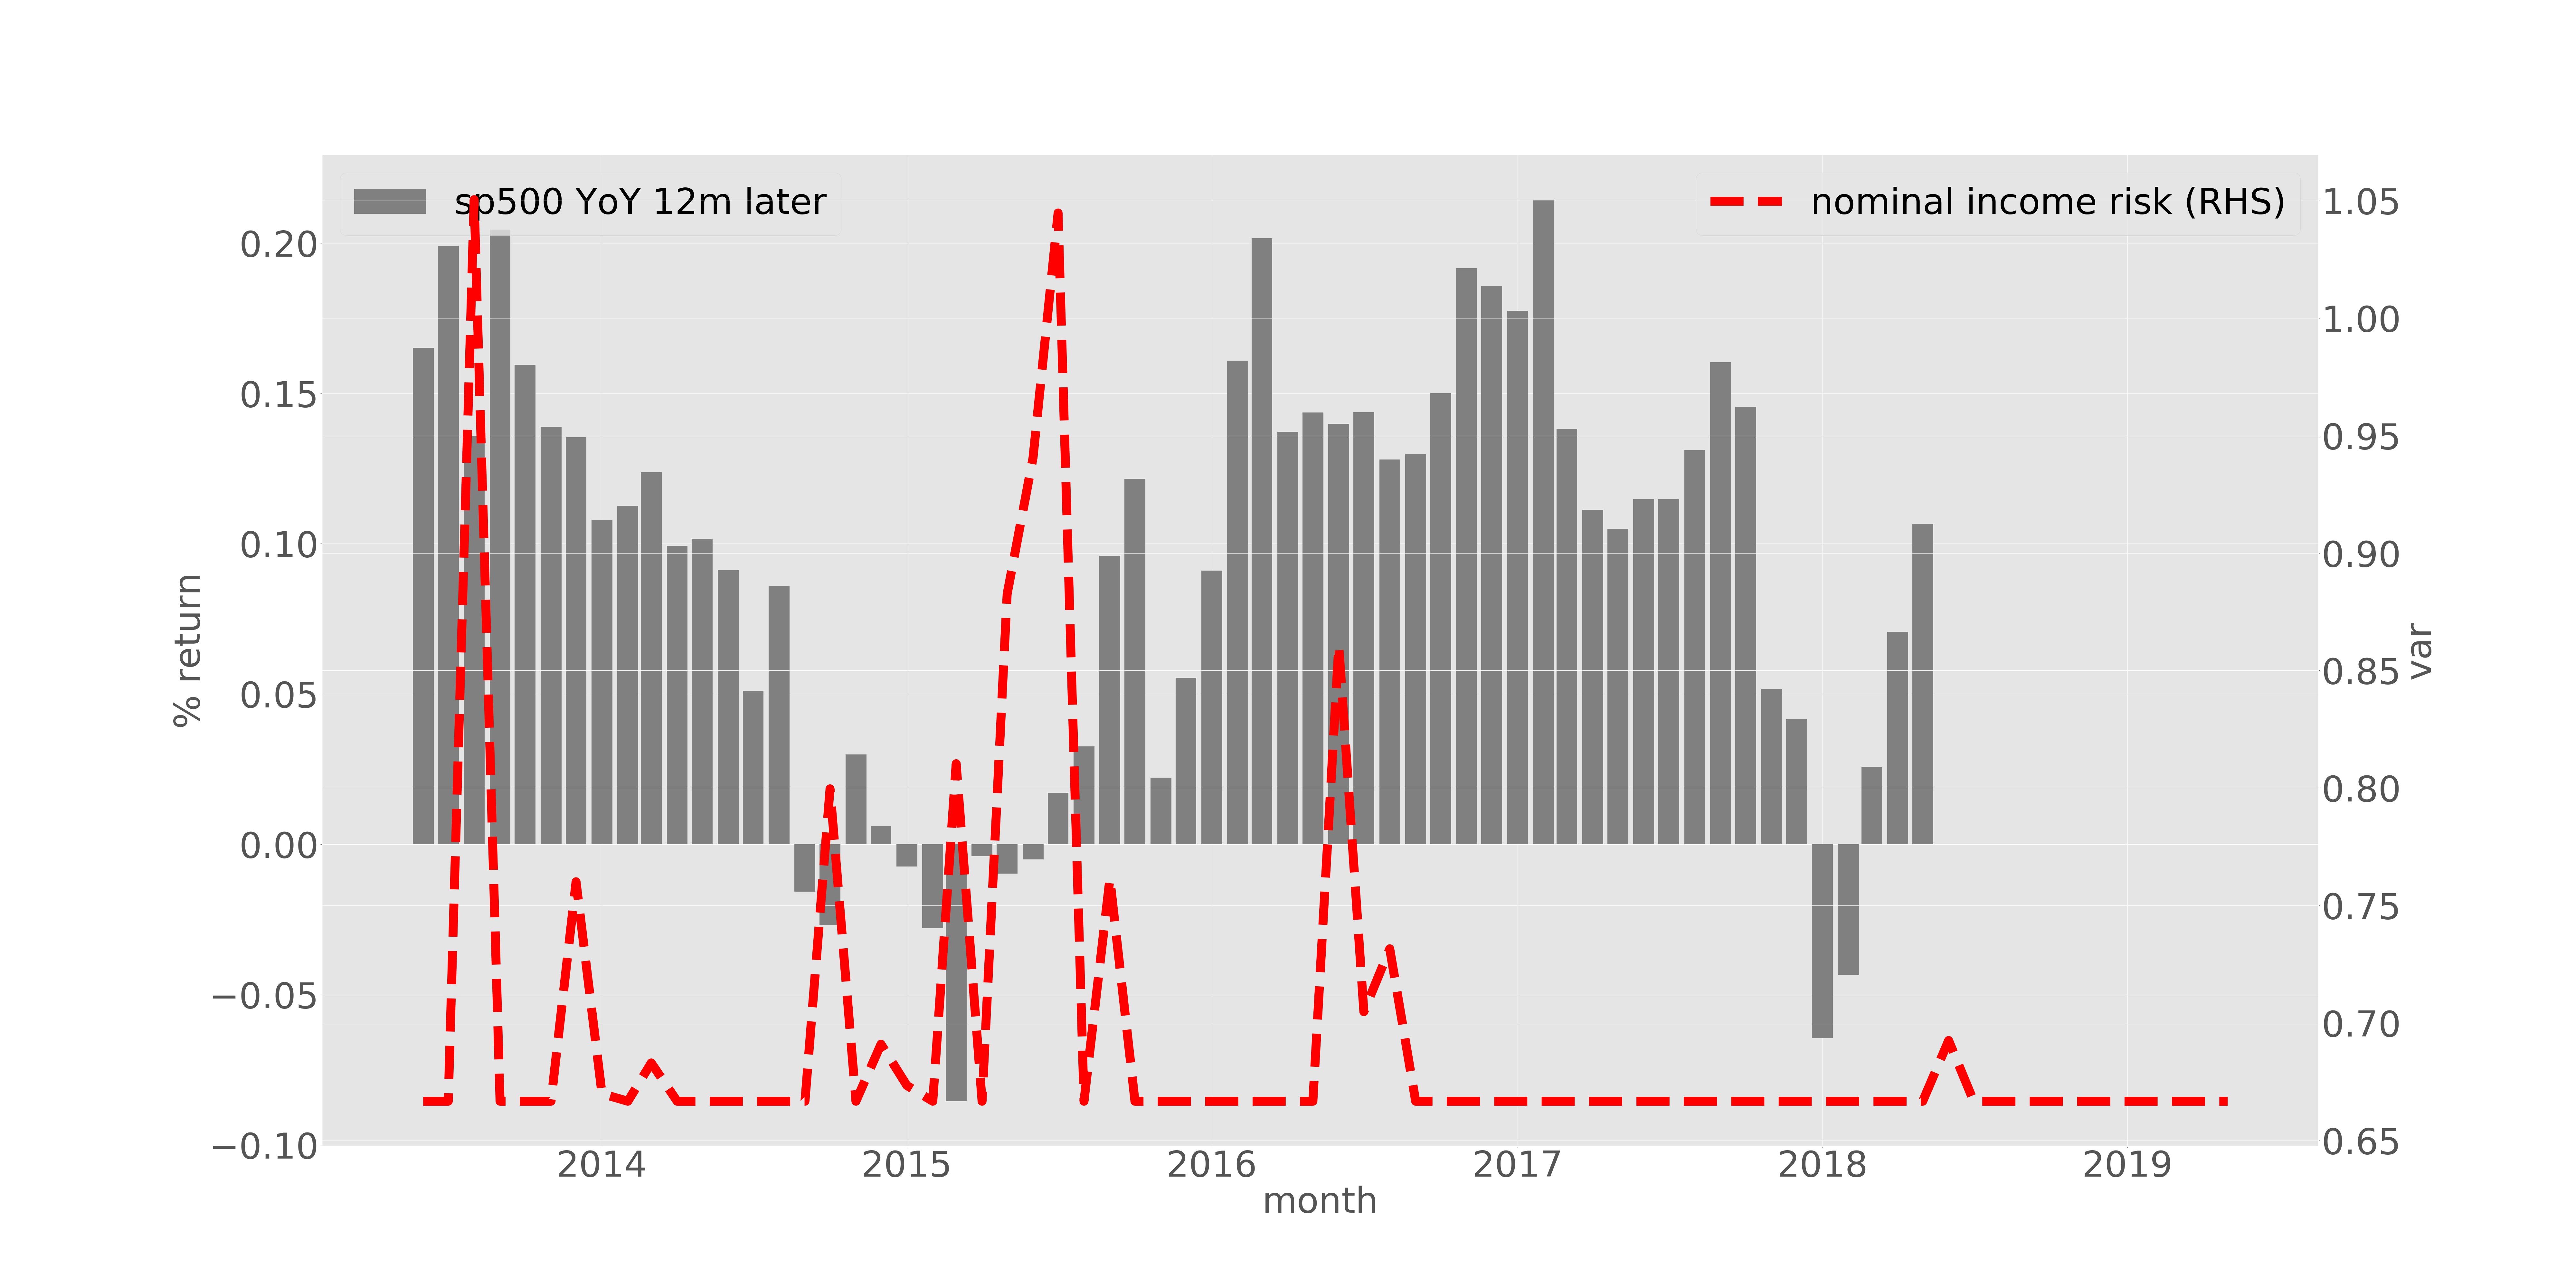 sp500 YoY 12m later
nominal income risk (RHS)
% return
0.20
0.15
0.10
0.05
0.00
−0.05
−0.10
1.05
1.00
0.95
0.90
0.85
0.80
0.75
0.70
0.65
var
2014 2015 2016 2017 2018 2019
month